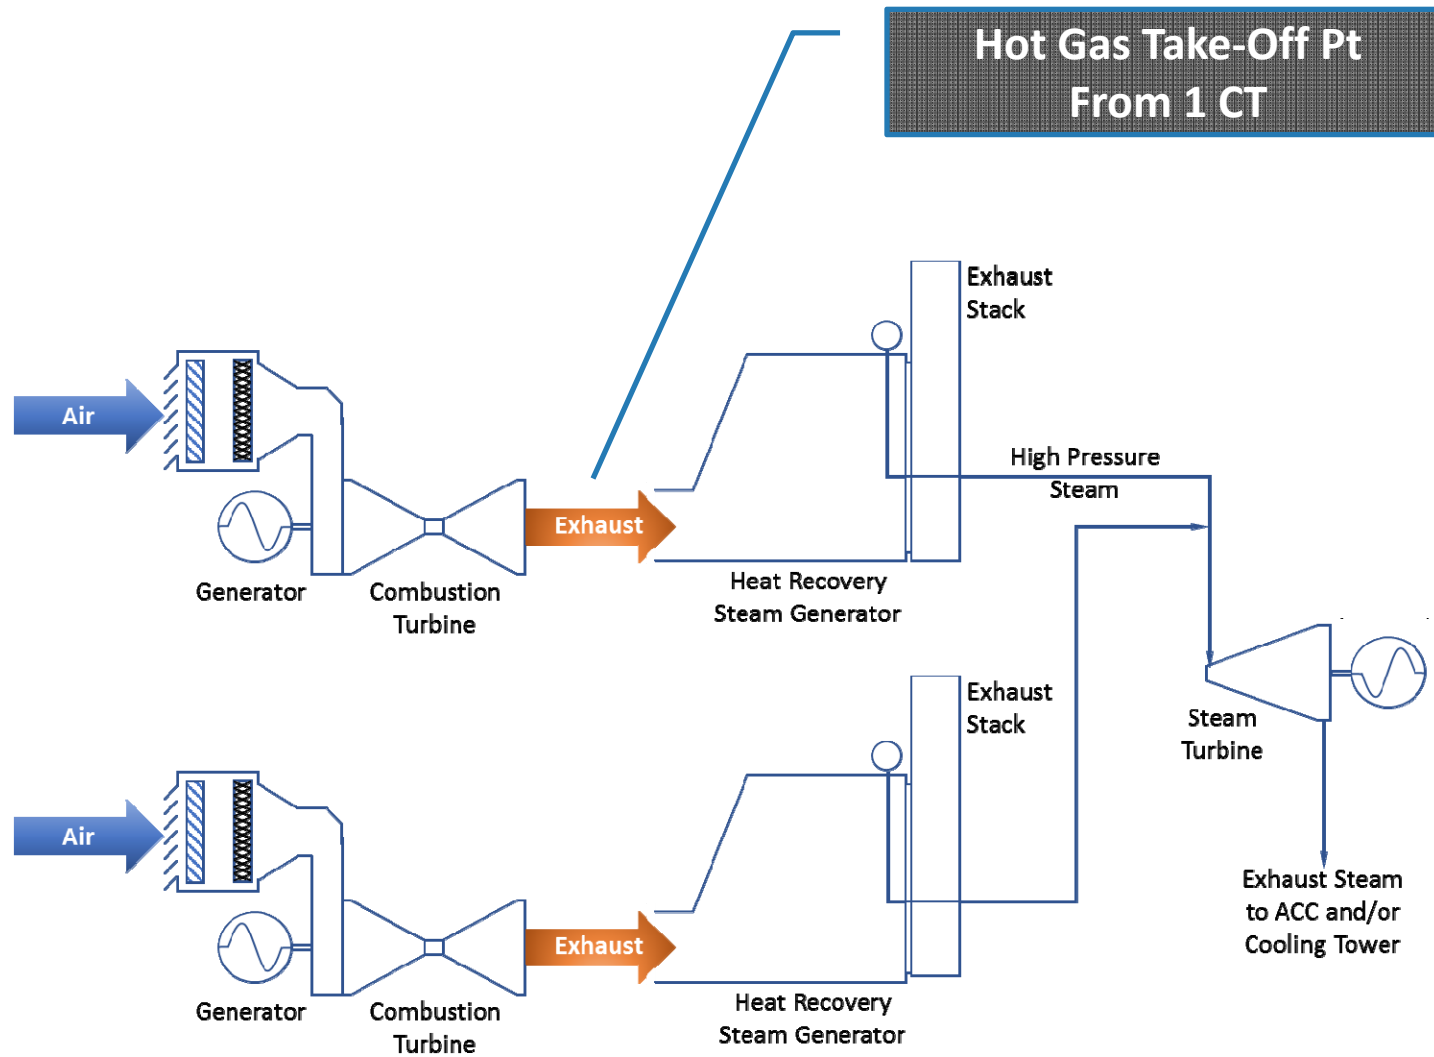 Hot Gas Take-Off Pt
From 1 CT
Exhaust
Stack
Air
High Pressure
Steam
Exhaust
Generator
Combustion
Turbine
Heat Recovery
Steam Generator
Exhaust
Stack
Steam
Turbine
Air
Exhaust Steam
to ACC and/or
Cooling Tower
Exhaust
Generator
Combustion
Turbine
Heat Recovery
Steam Generator